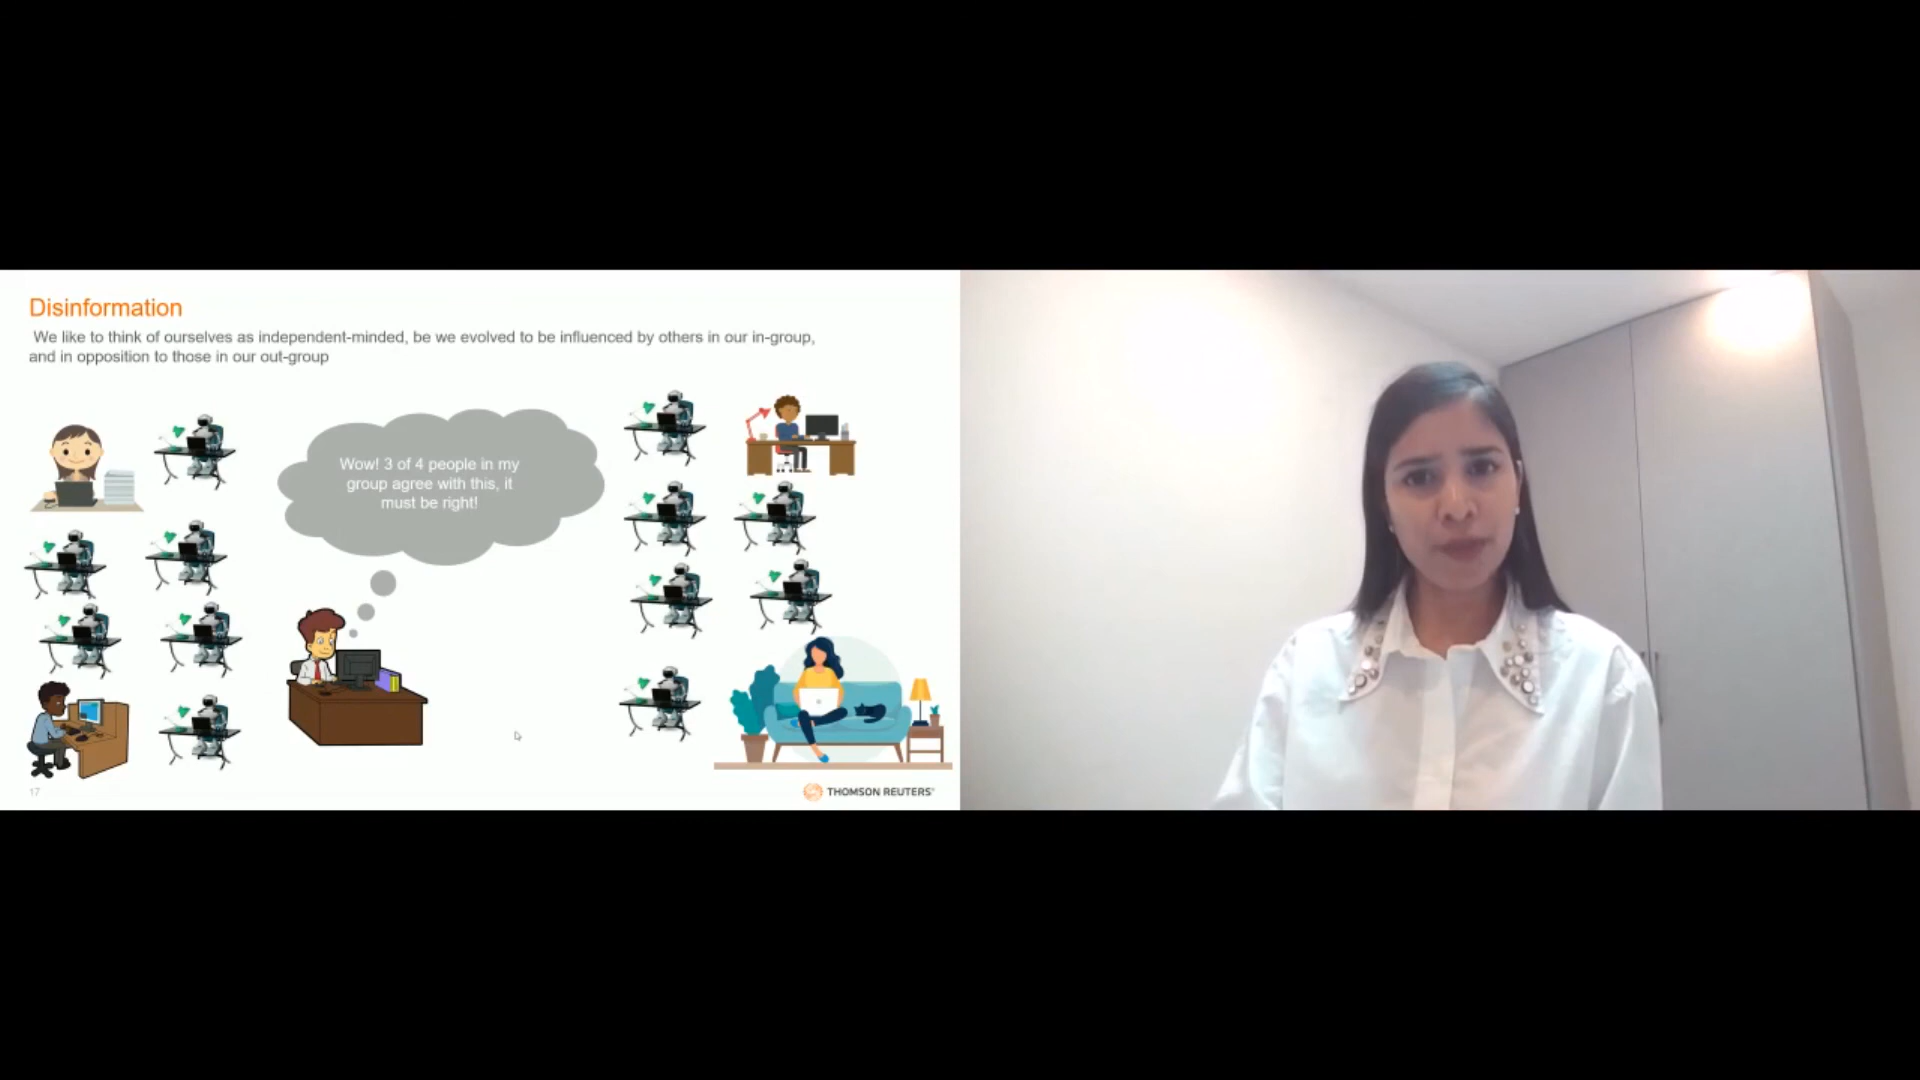 Disinformation
We like to think of ourselves as independent-minded, be we evolved to be influenced by others in our in-group,
and in opposition to those in our out-group
Wow! 3 of 4 people in my
group agree with this, it
must be right!
17
THOMSON REUTERS